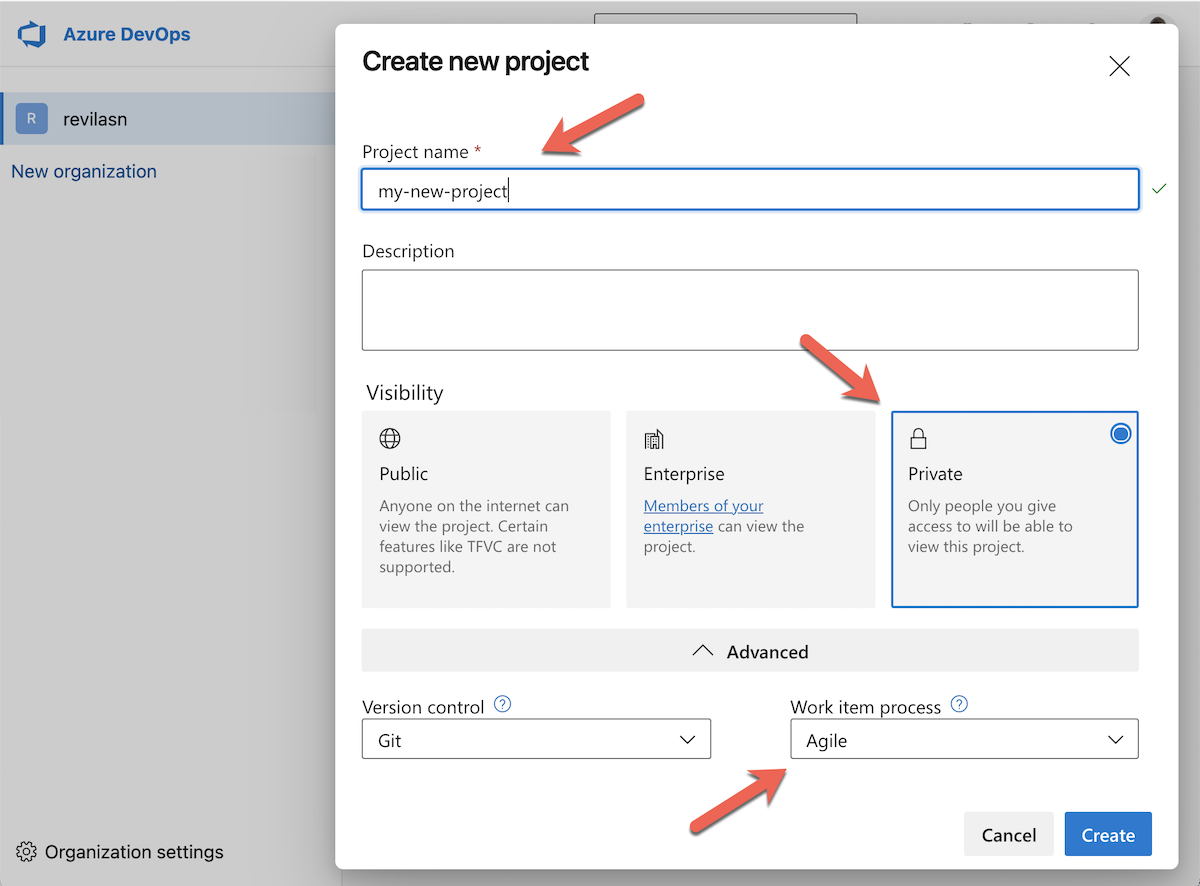 Azure DevOps
R
revilasn
New organization
Organization settings
Create new project
Project name *
my-new-project
Description
Visibility
Public
Anyone on the internet can
view the project. Certain
features like TFVC are not
supported.
Enterprise
Members of your
enterprise can view the
project.
Private
Only people you give
access to will be able to
view this project.
Advanced
Version control ?
Git
Work item process ?
Agile
Cancel
Create